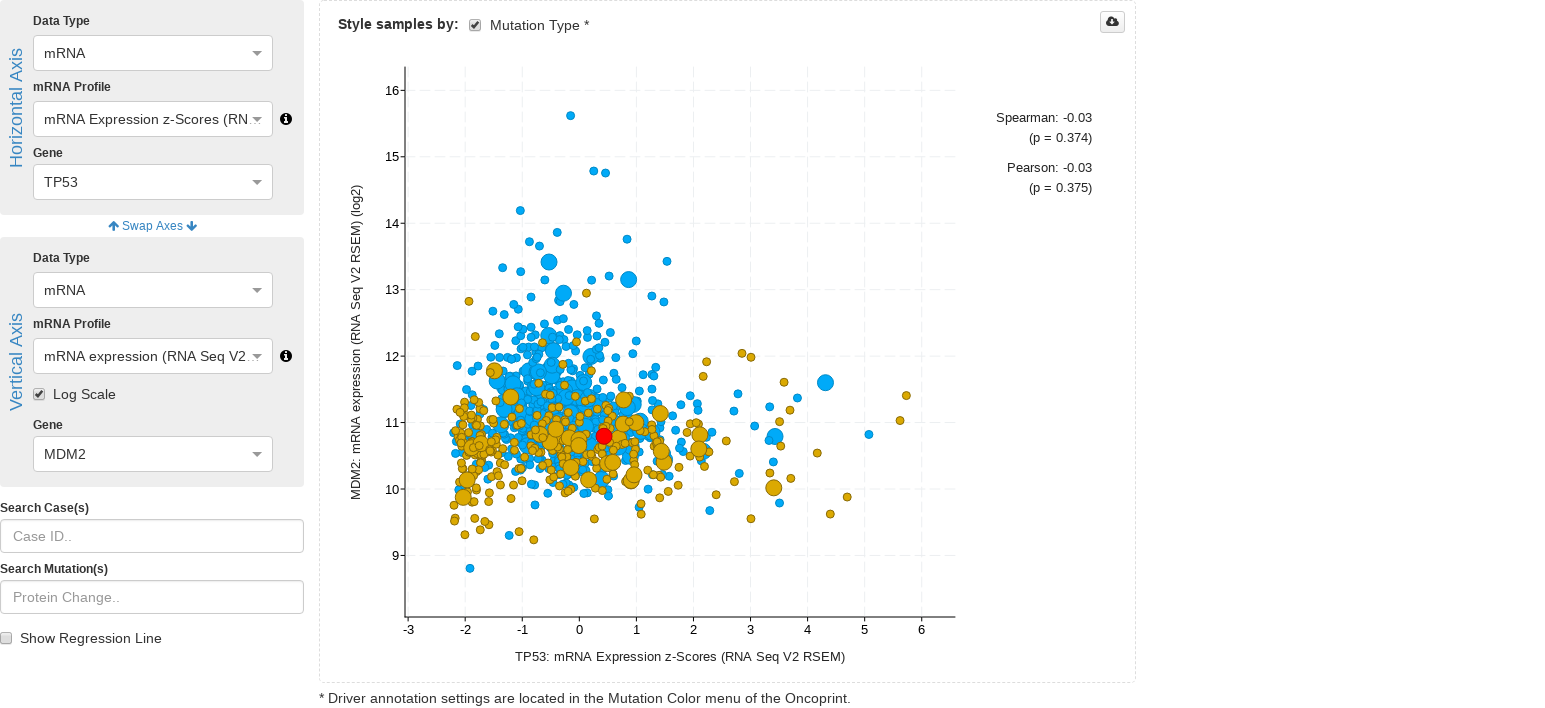 Horizontal Axis
Data Type
mRNA
mRNA Profile
mRNA Expression z-Scores (RN...
Gene
TP53
Swap Axes
Vertical Axis
Data Type
mRNA
mRNA Profile
mRNA expression (RNA Seq V2...
Log Scale
Gene
MDM2
Search Case(s)
Case ID..
Search Mutation(s)
Protein Change..
Show Regression Line
Style samples by: Mutation Type *
MDM2: mRNA expression (RNA Seq V2 RSEM) (log2)
16
15
14
13
12
11
10
9
-3 -2 -1 0 1 2 3 4 5 6
TP53: mRNA Expression z-Scores (RNA Seq V2 RSEM)
Spearman: -0.03
(p = 0.374)
Pearson: -0.03
(p = 0.375)
* Driver annotation settings are located in the Mutation Color menu of the Oncoprint.